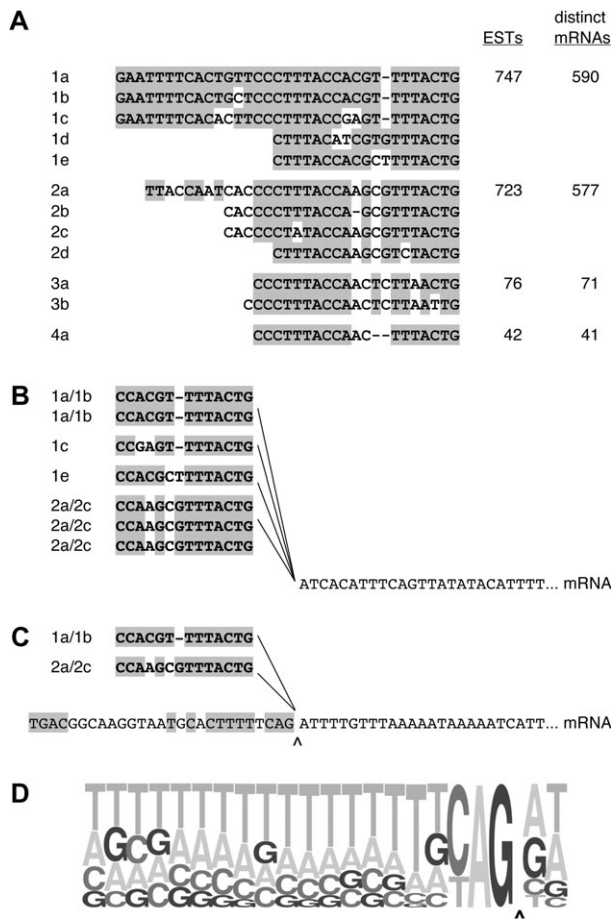 A
ESTs distinct mRNAs
1a GAATTTTCACTGTTCCCTTTACCACGT-TTTACTG 747 590
1b GAATTTTCACTGCTCCCTTTACCACGT-TTTACTG
1c GAATTTTCACACTTCCCTTTACCGAGT-TTTACTG
1d CTTTACATCGTGTTTACTG
1e CTTTACCACGCTTTTACTG
2a TTACCAATCACCCCTTTACCAAGCGTTTACTG 723 577
2b CACCCCTTTACCA-GCGTTTACTG
2c CACCCCTATACCAAGCGTTTACTG
2d CTTTACCAAGCGTCTACTG
3a CCCTTTACCAACTCTTAACTG 76 71
3b CCCCTTTACCAACTCTTAATTG
4a CCCTTTACCAAC--TTTACTG 42 41
B
1a/1b CCACGT-TTTACTG
1a/1b CCACGT-TTTACTG
1c CCGAGT-TTTACTG
1e CCACGCTTTTACTG
2a/2c CCAAGCGTTTACTG
2a/2c CCAAGCGTTTACTG
2a/2c CCAAGCGTTTACTG
ATCACATTTCAGTTATATACATTTT... mRNA
C
1a/1b CCACGT-TTTACTG
2a/2c CCAAGCGTTTACTG
TGACGGCAAGGTAATGCACTTTTTCAG ATTTTGTTTAAAAATAAAAATCATT... mRNA
^
D
TTTTTTTTTTTTTTTCAGAT
^